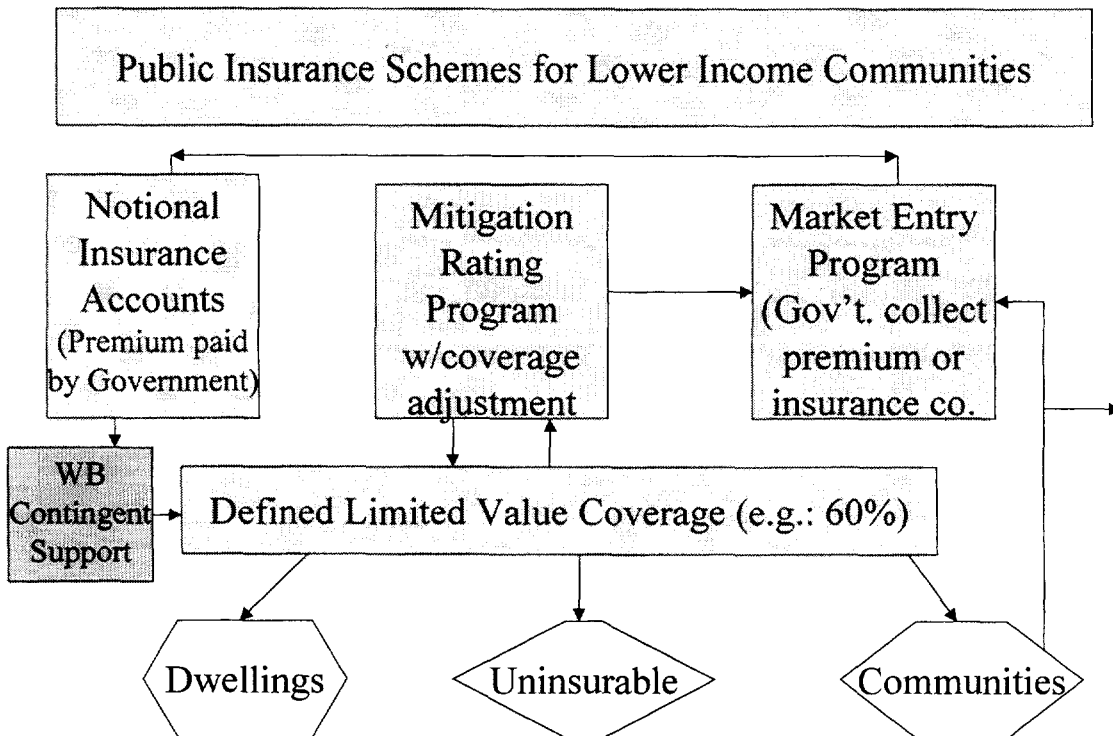 Public Insurance Schemes for Lower Income Communities
Notional
Insurance
Accounts
(Premium paid
by Government)
Mitigation
Rating
Program
w/coverage
adjustment
Market Entry
Program
(Gov't. collect
premium or
insurance co.
WB
Contingent
Support
Defined Limited Value Coverage (e.g.: 60%)
Dwellings
Uninsurable
Communities